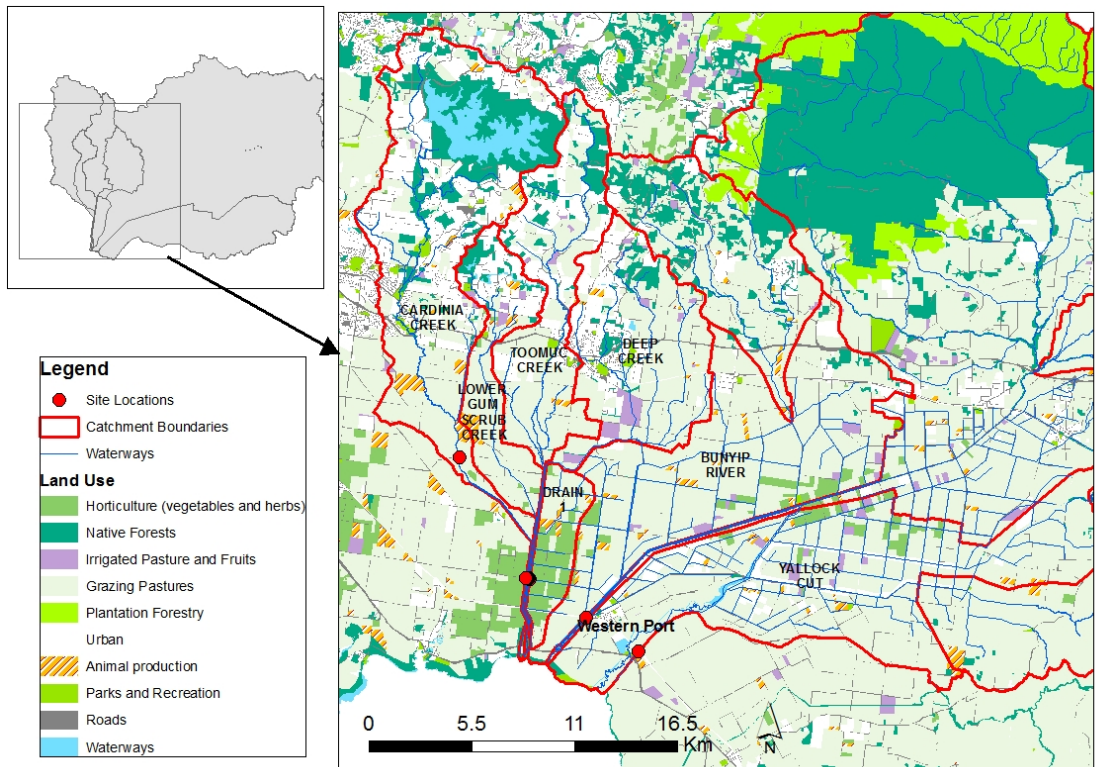 Legend
Site Locations
Catchment Boundaries
Waterways
Land Use
Horticulture (vegetables and herbs)
Native Forests
Irrigated Pasture and Fruits
Grazing Pastures
Plantation Forestry
Urban
Animal production
Parks and Recreation
Roads
Waterways
CARDINIA
CREEK
TOOMUC
CREEK
DEEP
CREEK
LOWER
GUM
SCRUB
CREEK
BUNYIP
RIVER
DRAIN
1
YALLOCK
CUT
Western Port
0 5.5 11 16.5
Km
N